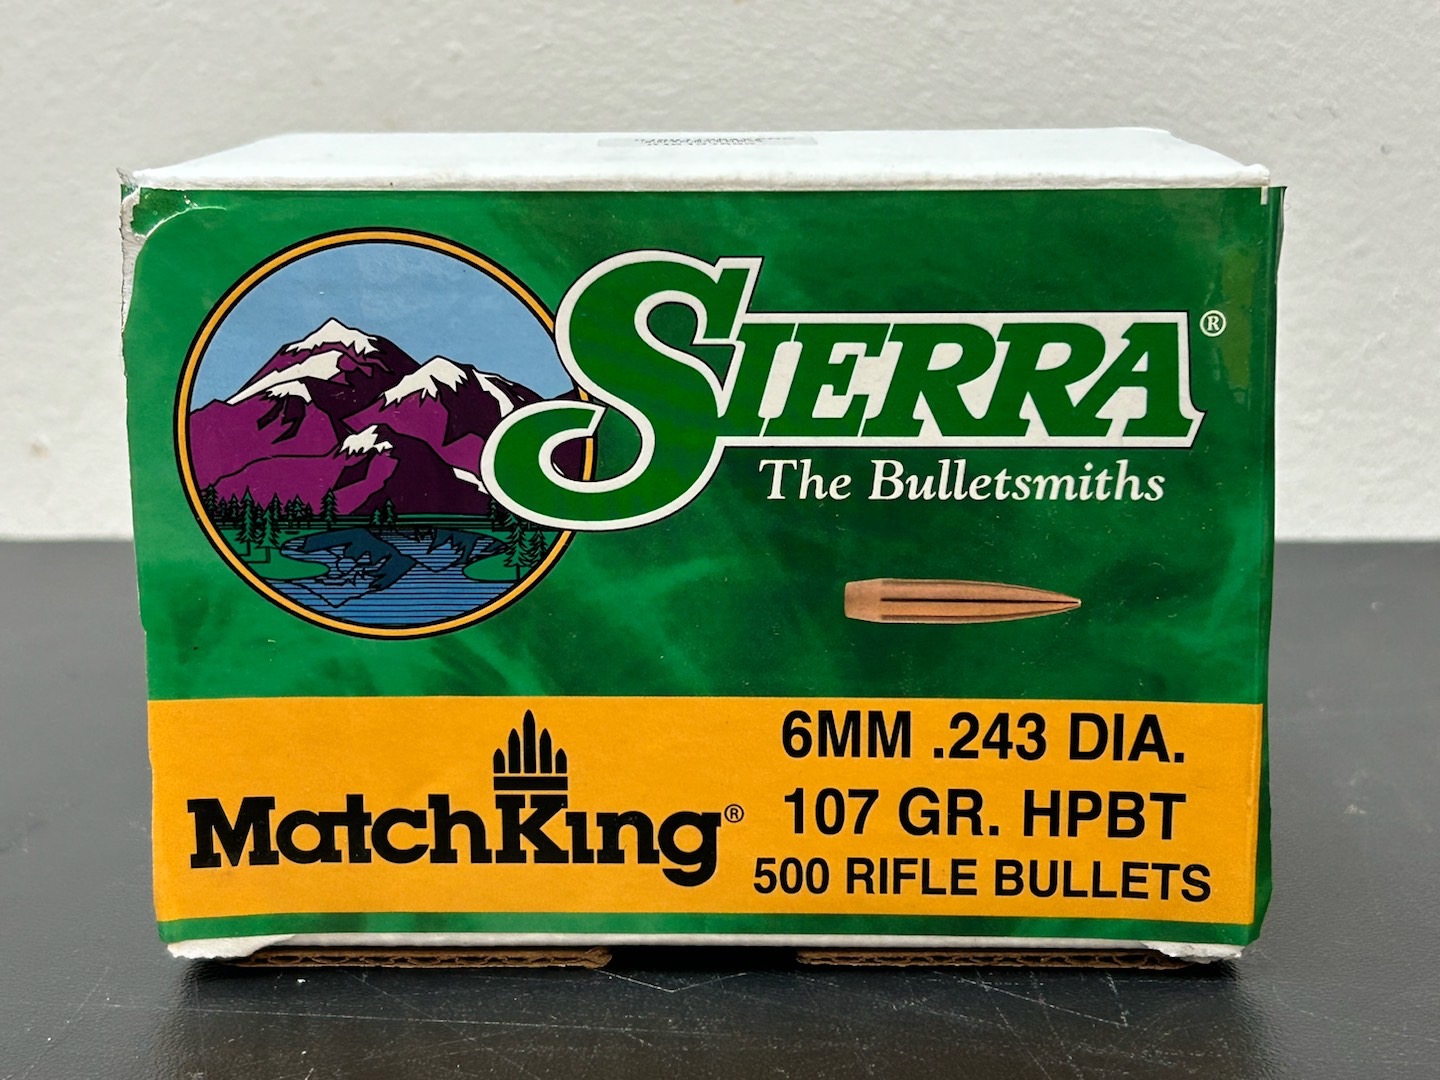 SIERRA®
The Bulletsmiths
MatchKing®
6MM .243 DIA.
107 GR. HPBT
500 RIFLE BULLETS